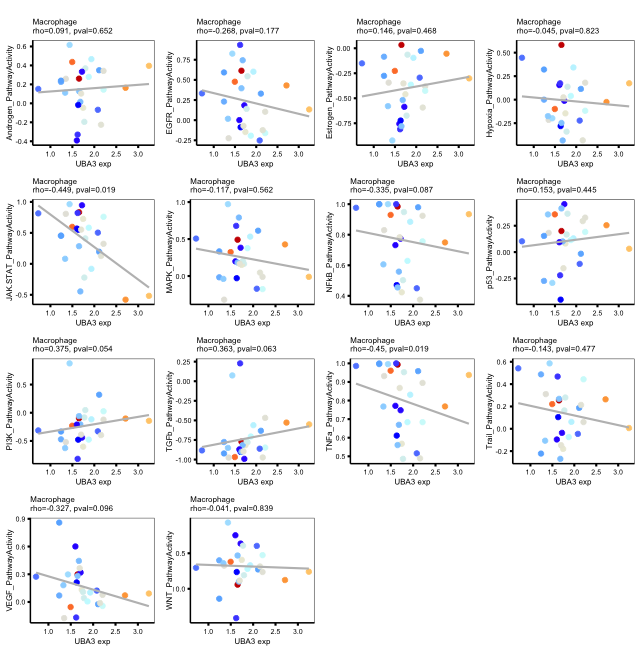 Macrophage
rho=0.091, pval=0.652
Androgen_PathwayActivity
0.6
0.4
0.2
0.0
-0.2
-0.4
1.0 1.5 2.0 2.5 3.0
UBA3 exp
Macrophage
rho=-0.268, pval=0.177
EGFR_PathwayActivity
0.75
0.50
0.25
0.00
-0.25
1.0 1.5 2.0 2.5 3.0
UBA3 exp
Macrophage
rho=0.146, pval=0.468
Estrogen_PathwayActivity
0.00
-0.25
-0.50
-0.75
1.0 1.5 2.0 2.5 3.0
UBA3 exp
Macrophage
rho=-0.045, pval=0.823
Hypoxia_PathwayActivity
0.50
0.25
0.00
-0.25
1.0 1.5 2.0 2.5 3.0
UBA3 exp
Macrophage
rho=-0.449, pval=0.019
JAK.STAT_PathwayActivity
1.0
0.5
0.0
-0.5
1.0 1.5 2.0 2.5 3.0
UBA3 exp
Macrophage
rho=-0.117, pval=0.562
MAPK_PathwayActivity
1.0
0.5
0.0
1.0 1.5 2.0 2.5 3.0
UBA3 exp
Macrophage
rho=-0.335, pval=0.087
NFkB_PathwayActivity
1.0
0.8
0.6
0.4
1.0 1.5 2.0 2.5 3.0
UBA3 exp
Macrophage
rho=0.153, pval=0.445
p53_PathwayActivity
0.25
0.00
-0.25
1.0 1.5 2.0 2.5 3.0
UBA3 exp
Macrophage
rho=0.375, pval=0.054
PI3K_PathwayActivity
0.5
0.0
-0.5
1.0 1.5 2.0 2.5 3.0
UBA3 exp
Macrophage
rho=0.363, pval=0.063
TGFb_PathwayActivity
0.25
0.00
-0.25
-0.50
-0.75
-1.00
1.0 1.5 2.0 2.5 3.0
UBA3 exp
Macrophage
rho=-0.45, pval=0.019
TNFa_PathwayActivity
1.0
0.9
0.8
0.7
0.6
0.5
1.0 1.5 2.0 2.5 3.0
UBA3 exp
Macrophage
rho=-0.143, pval=0.477
Trail_PathwayActivity
0.6
0.4
0.2
0.0
-0.2
1.0 1.5 2.0 2.5 3.0
UBA3 exp
Macrophage
rho=-0.327, pval=0.096
VEGF_PathwayActivity
0.9
0.6
0.3
0.0
1.0 1.5 2.0 2.5 3.0
UBA3 exp
Macrophage
rho=-0.041, pval=0.839
WNT_PathwayActivity
0.5
0.0
1.0 1.5 2.0 2.5 3.0
UBA3 exp